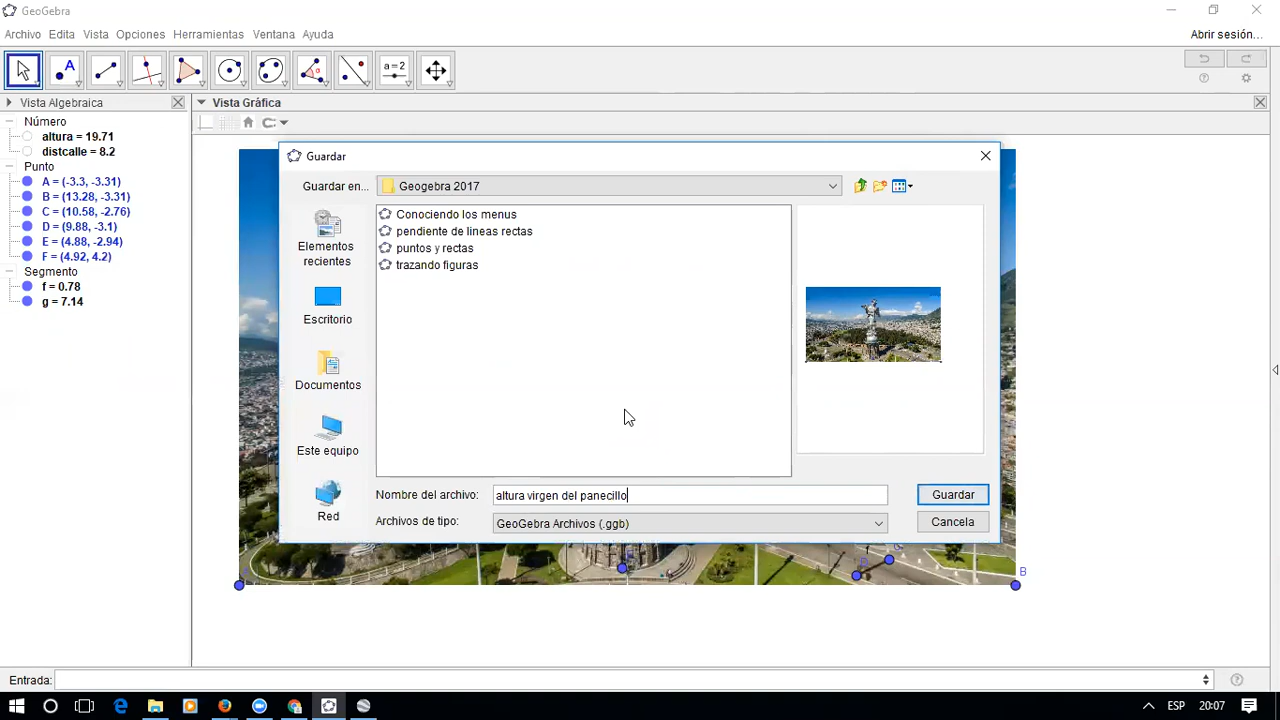 GeoGebra
Archivo Edita Vista Opciones Herramientas Ventana Ayuda
Abrir sesión...
A
a=2
Vista Algebraica
Vista Gráfica
Número
altura = 19.71
distcalle = 8.2
Punto
A = (-3.3, -3.31)
B = (13.28, -3.31)
C = (10.58, -2.76)
D = (9.88, -3.1)
E = (4.88, -2.94)
F = (4.92, 4.2)
Segmento
f = 0.78
g = 7.14
Guardar
Guardar en...
Geogebra 2017
Elementos recientes
Escritorio
Documentos
Este equipo
Red
Conociendo los menus
pendiente de lineas rectas
puntos y rectas
trazando figuras
Nombre del archivo: altura virgen del panecillo
Guardar
Archivos de tipo: GeoGebra Archivos (.ggb)
Cancela
B
Entrada:
ESP 20:07